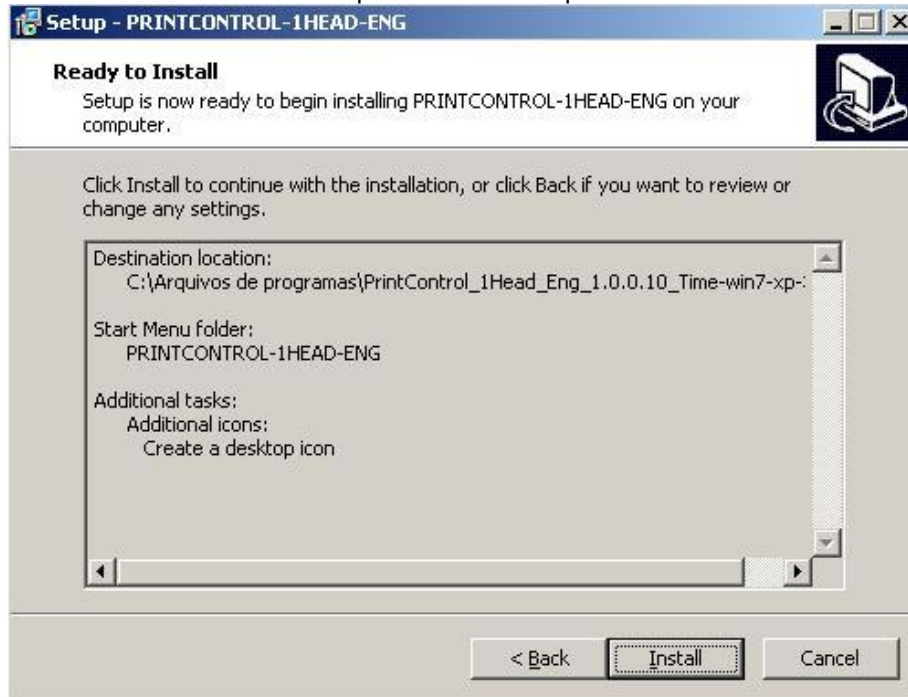 Setup - PRINTCONTROL-1HEAD-ENG
Ready to Install
Setup is now ready to begin installing PRINTCONTROL-1HEAD-ENG on your
computer.
Click Install to continue with the installation, or click Back if you want to review or
change any settings.
Destination location:
C:\Arquivos de programas\PrintControl_1Head_Eng_1.0.0.10_Time-win7-xp-
Start Menu folder:
PRINTCONTROL-1HEAD-ENG
Additional tasks:
Additional icons:
Create a desktop icon
< Back
Install
Cancel